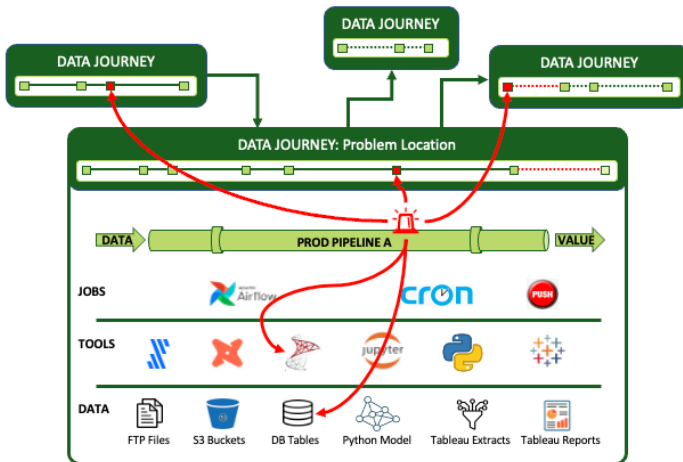 DATA JOURNEY
DATA JOURNEY
DATA JOURNEY
DATA JOURNEY: Problem Location
DATA
PROD PIPELINE A
VALUE
JOBS
Airflow
cron
PUSH
TOOLS
jupyter
DATA
FTP Files
S3 Buckets
DB Tables
Python Model
Tableau Extracts
Tableau Reports